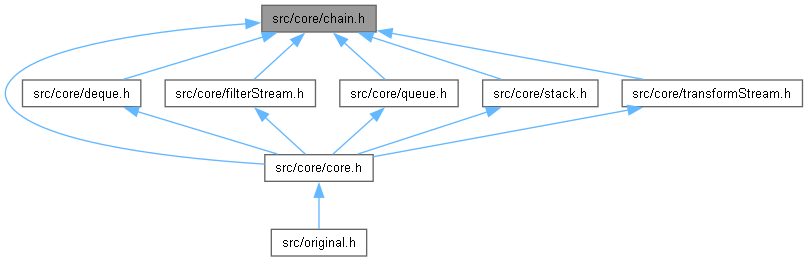 src/core/chain.h
src/core/deque.h
src/core/filterStream.h
src/core/queue.h
src/core/stack.h
src/core/transformStream.h
src/core/core.h
src/original.h